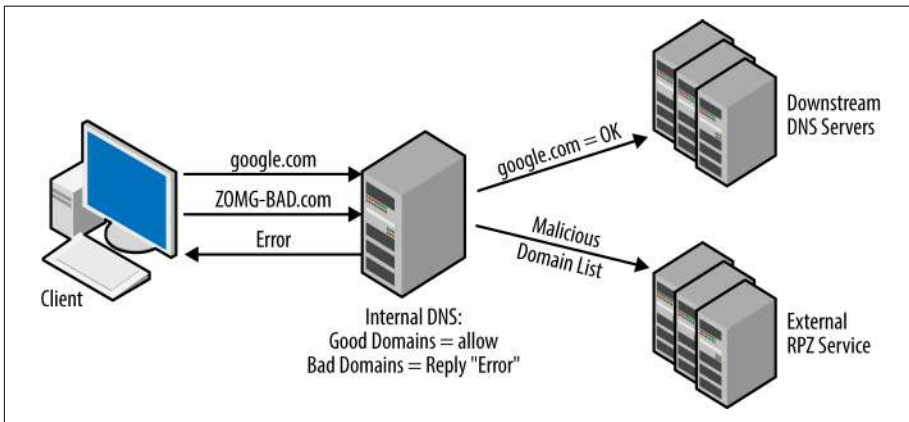 google.com
ZOMG-BAD.com
Error
Client
Internal DNS:
Good Domains = allow
Bad Domains = Reply "Error"
google.com = OK
Malicious
Domain List
Downstream
DNS Servers
External
RPZ Service